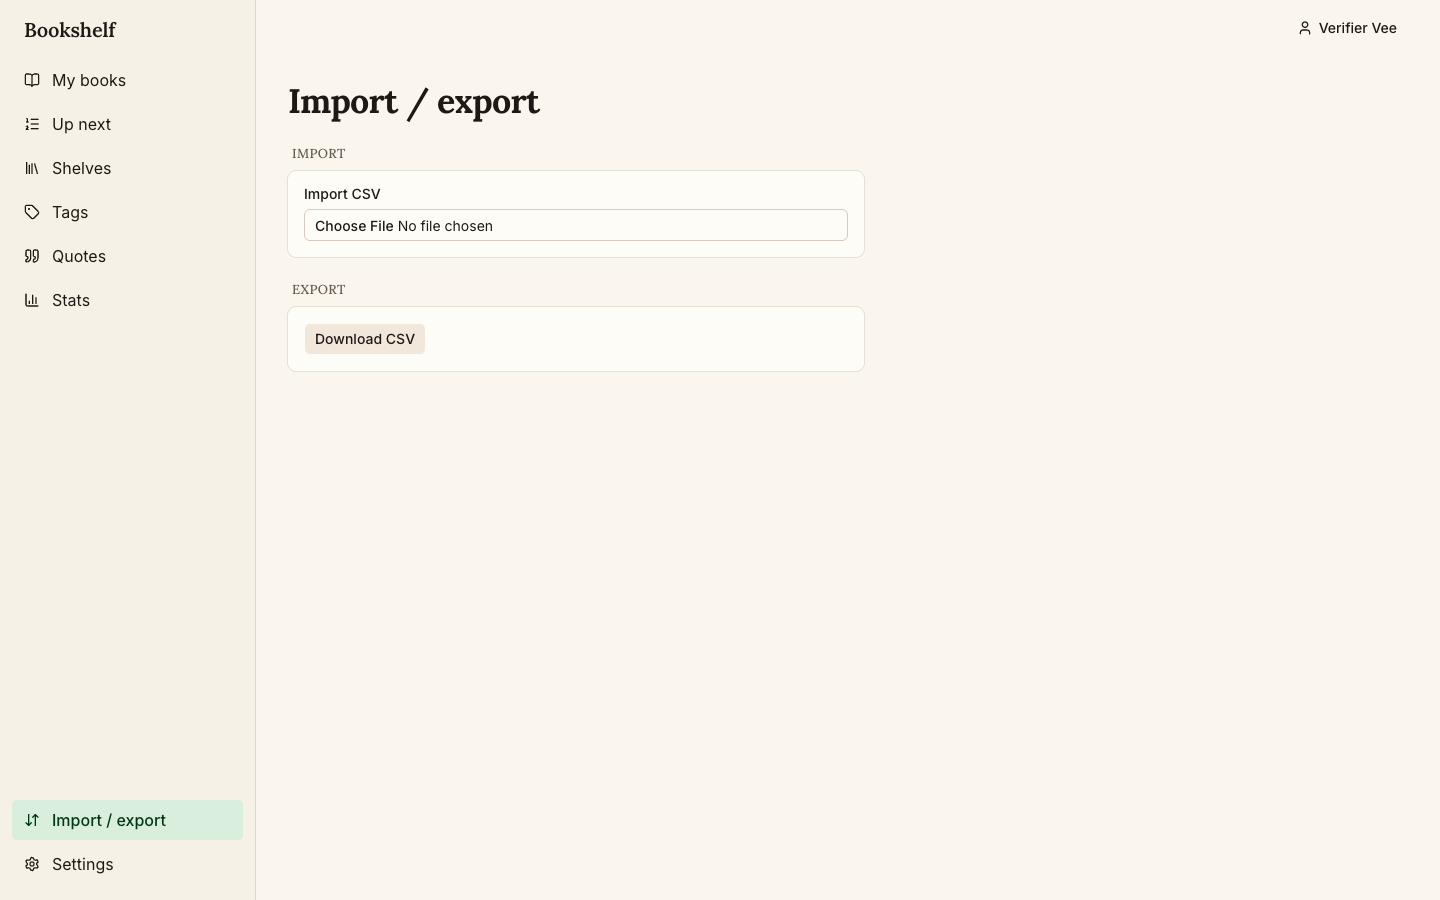 Bookshelf
Verifier Vee
My books
Up next
Shelves
Tags
Quotes
Stats
Import / export
Settings
Import / export
IMPORT
Import CSV
Choose File No file chosen
EXPORT
Download CSV